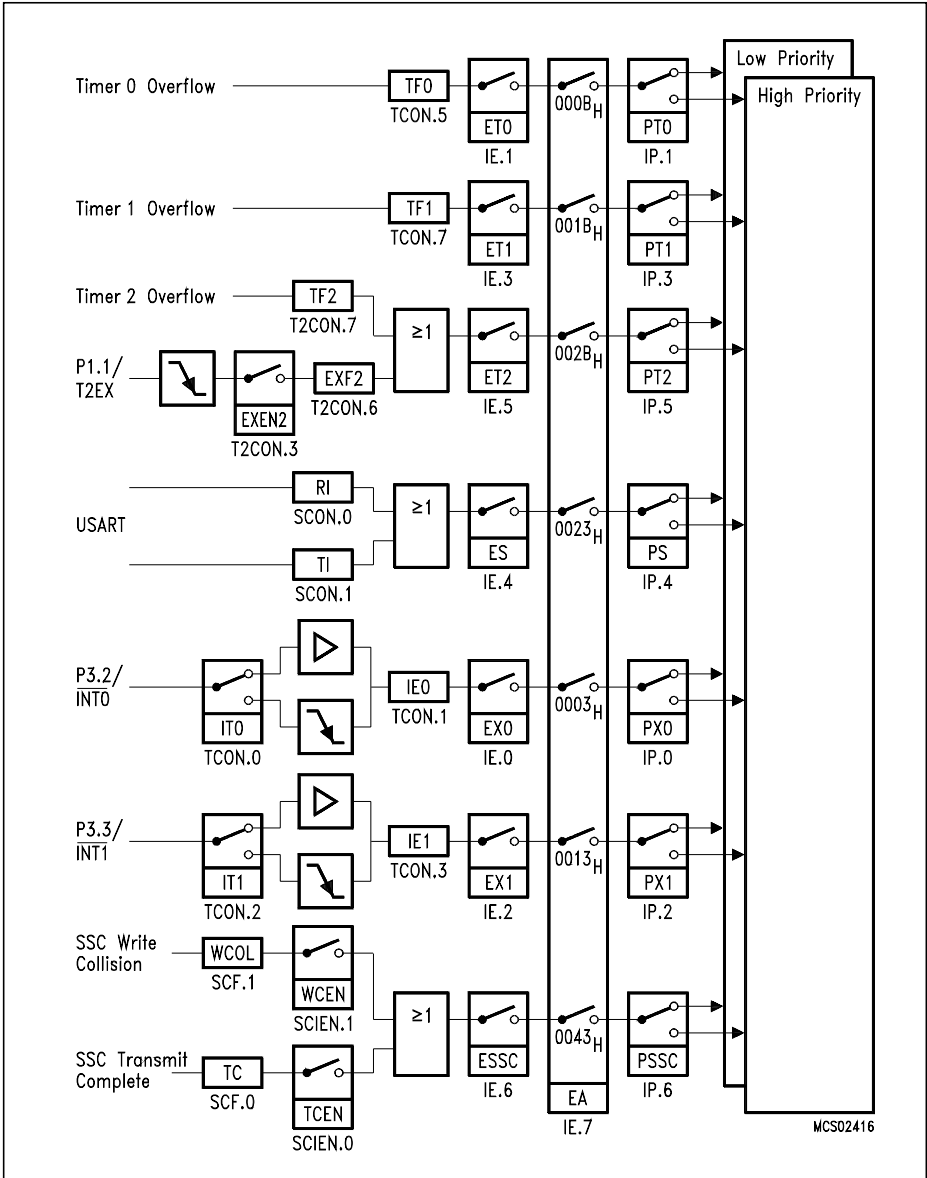 Low Priority
High Priority
Timer 0 Overflow
TF0
TCON.5
ET0
IE.1
000BH
PT0
IP.1
Timer 1 Overflow
TF1
TCON.7
ET1
IE.3
001BH
PT1
IP.3
Timer 2 Overflow
TF2
T2CON.7
P1.1/
T2EX
EXEN2
T2CON.3
EXF2
T2CON.6
≥1
ET2
IE.5
002BH
PT2
IP.5
USART
RI
SCON.0
TI
SCON.1
≥1
ES
IE.4
0023H
PS
IP.4
P3.2/
INT0
IT0
TCON.0
IE0
TCON.1
EX0
IE.0
0003H
PX0
IP.0
P3.3/
INT1
IT1
TCON.2
IE1
TCON.3
EX1
IE.2
0013H
PX1
IP.2
SSC Write
Collision
WCOL
SCF.1
WCEN
SCIEN.1
SSC Transmit
Complete
TC
SCF.0
TCEN
SCIEN.0
≥1
ESSC
IE.6
0043H
PSSC
IP.6
EA
IE.7
MCS02416